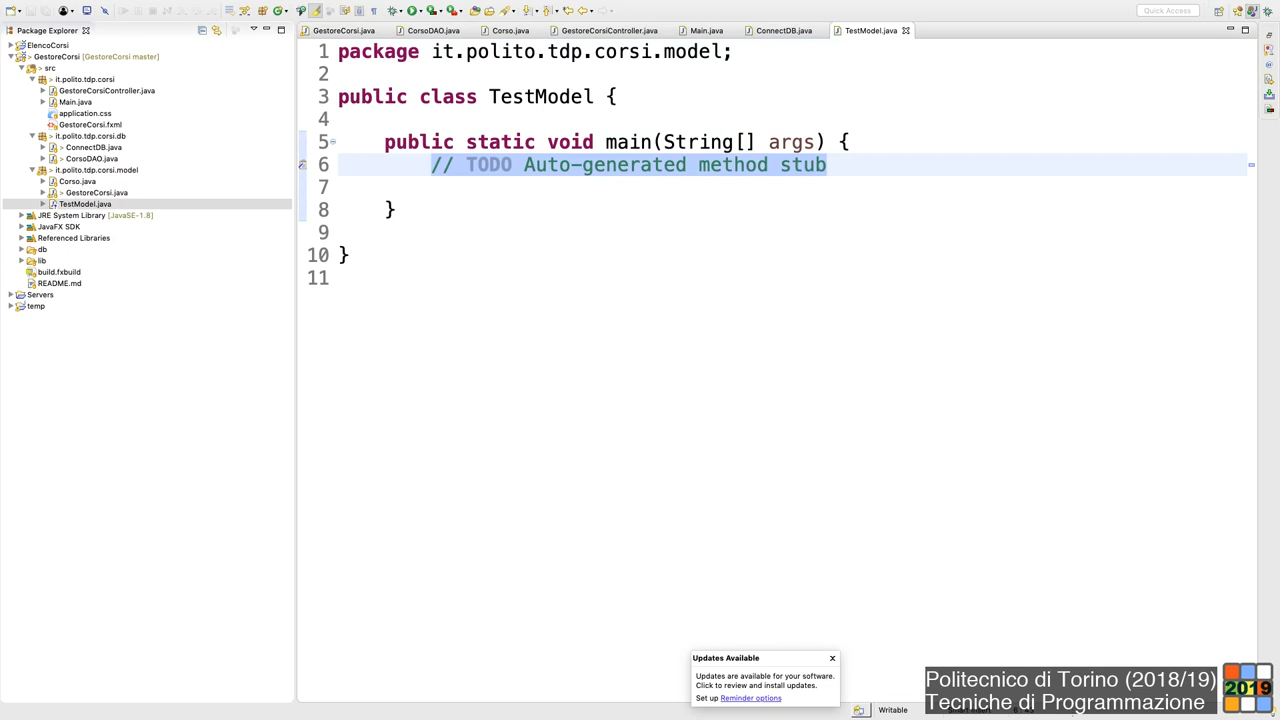 Quick Access
Package Explorer
ElencoCorsi
> GestoreCorsi [GestoreCorsi master]
> src
> it.polito.tdp.corsi
GestoreCorsiController.java
Main.java
application.css
GestoreCorsi.fxml
> it.polito.tdp.corsi.db
ConnectDB.java
CorsoDAO.java
> it.polito.tdp.corsi.model
Corso.java
> GestoreCorsi.java
TestModel.java
JRE System Library [JavaSE-1.8]
JavaFX SDK
Referenced Libraries
db
lib
build.fxbuild
README.md
Servers
temp
GestoreCorsi.java CorsoDAO.java Corso.java GestoreCorsiController.java Main.java ConnectDB.java TestModel.java
1 package it.polito.tdp.corsi.model;
2
3 public class TestModel {
4
5 public static void main(String[] args) {
6 // TODO Auto-generated method stub
7
8 }
9
10 }
11
Updates Available
Updates are available for your software.
Click to review and install updates.
Set up Reminder options
Writable
Politecnico di Torino (2018/19)
Tecniche di Programmazione
2019